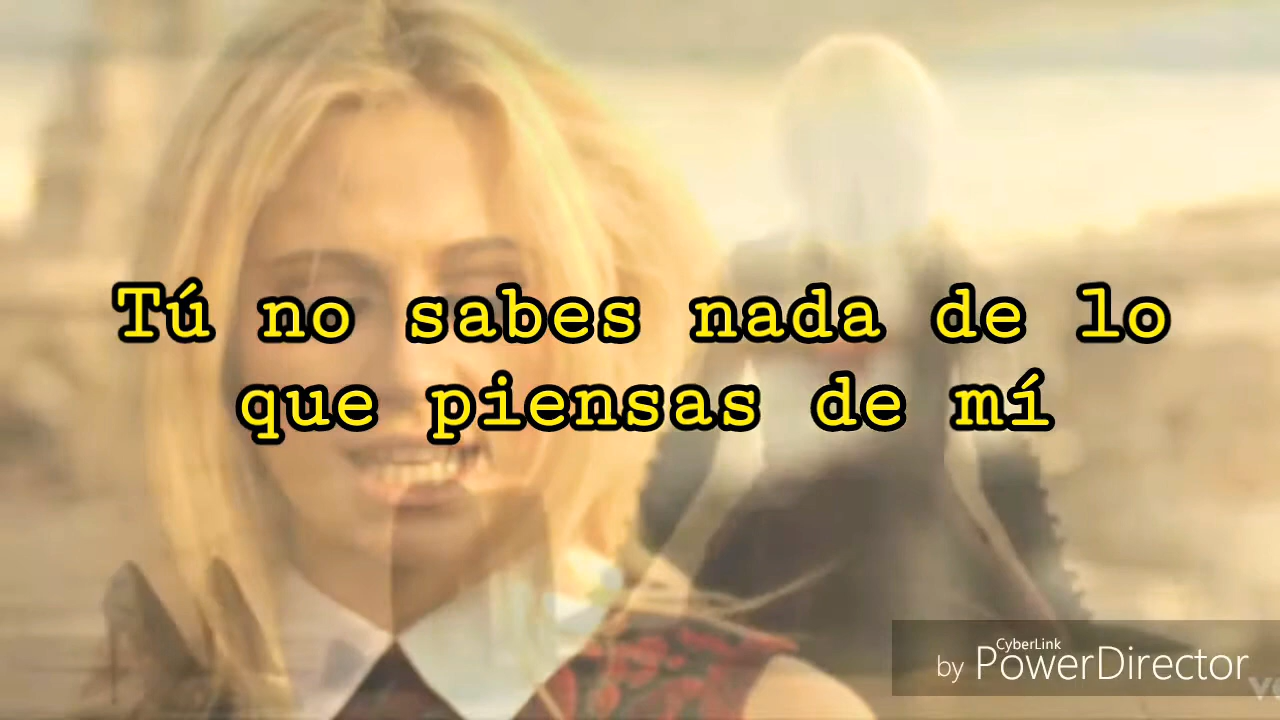 Tú no sabes nada de lo
que piensas de mí
CyberLink
by PowerDirector